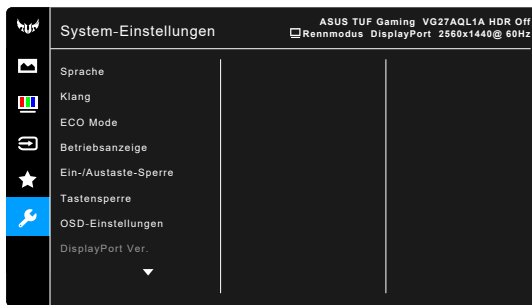 System-Einstellungen
ASUS TUF Gaming VG27AQL1A HDR Off
Rennmodus DisplayPort 2560x1440@ 60Hz
Sprache
Klang
ECO Mode
Betriebsanzeige
Ein-/Austaste-Sperre
Tastensperre
OSD-Einstellungen
DisplayPort Ver.